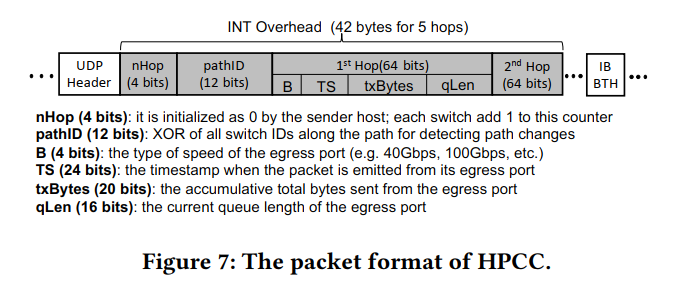 INT Overhead (42 bytes for 5 hops)
••• UDP Header nHop (4 bits) pathID (12 bits) 1st Hop(64 bits) B TS txBytes qLen 2nd Hop (64 bits) ••• IB BTH •••
nHop (4 bits): it is initialized as 0 by the sender host; each switch add 1 to this counter
pathID (12 bits): XOR of all switch IDs along the path for detecting path changes
B (4 bits): the type of speed of the egress port (e.g. 40Gbps, 100Gbps, etc.)
TS (24 bits): the timestamp when the packet is emitted from its egress port
txBytes (20 bits): the accumulative total bytes sent from the egress port
qLen (16 bits): the current queue length of the egress port
Figure 7: The packet format of HPCC.